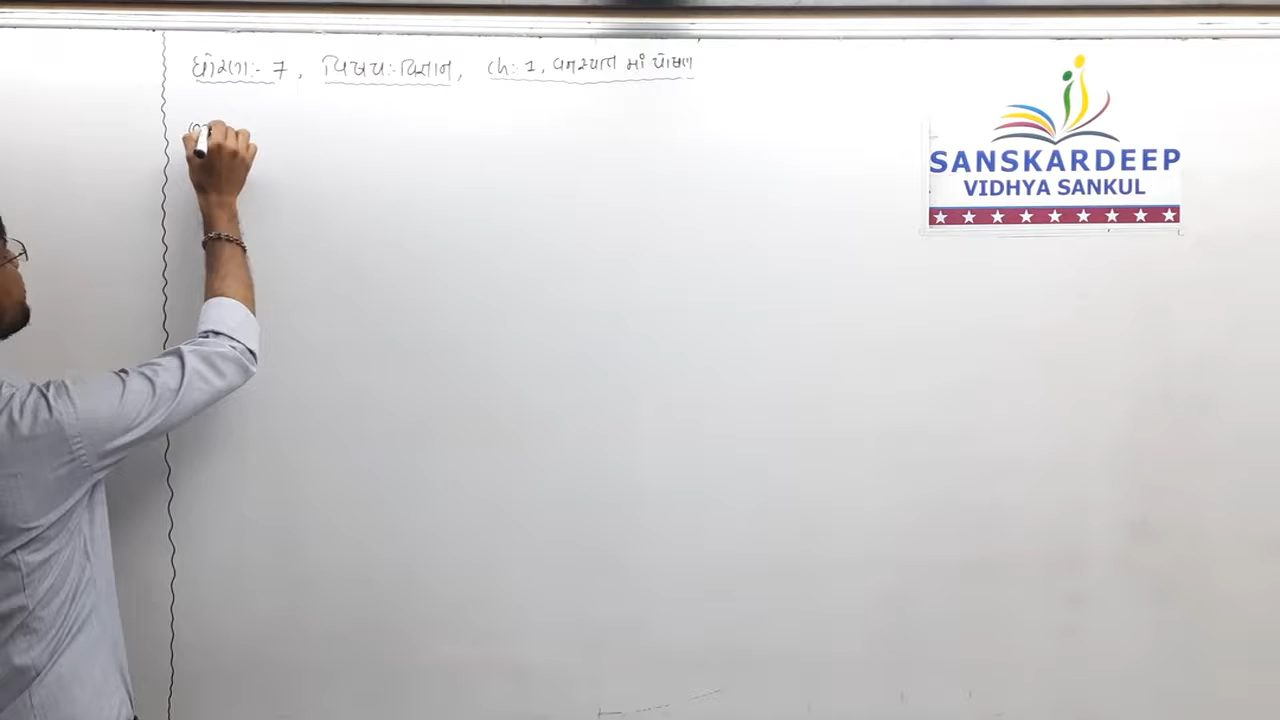 ધોરણ:- 7, વિષય:- વિજ્ઞાન, Ch: 1, વનસ્પતિ માં પોષણ
SANSKARDEEP
VIDHYA SANKUL